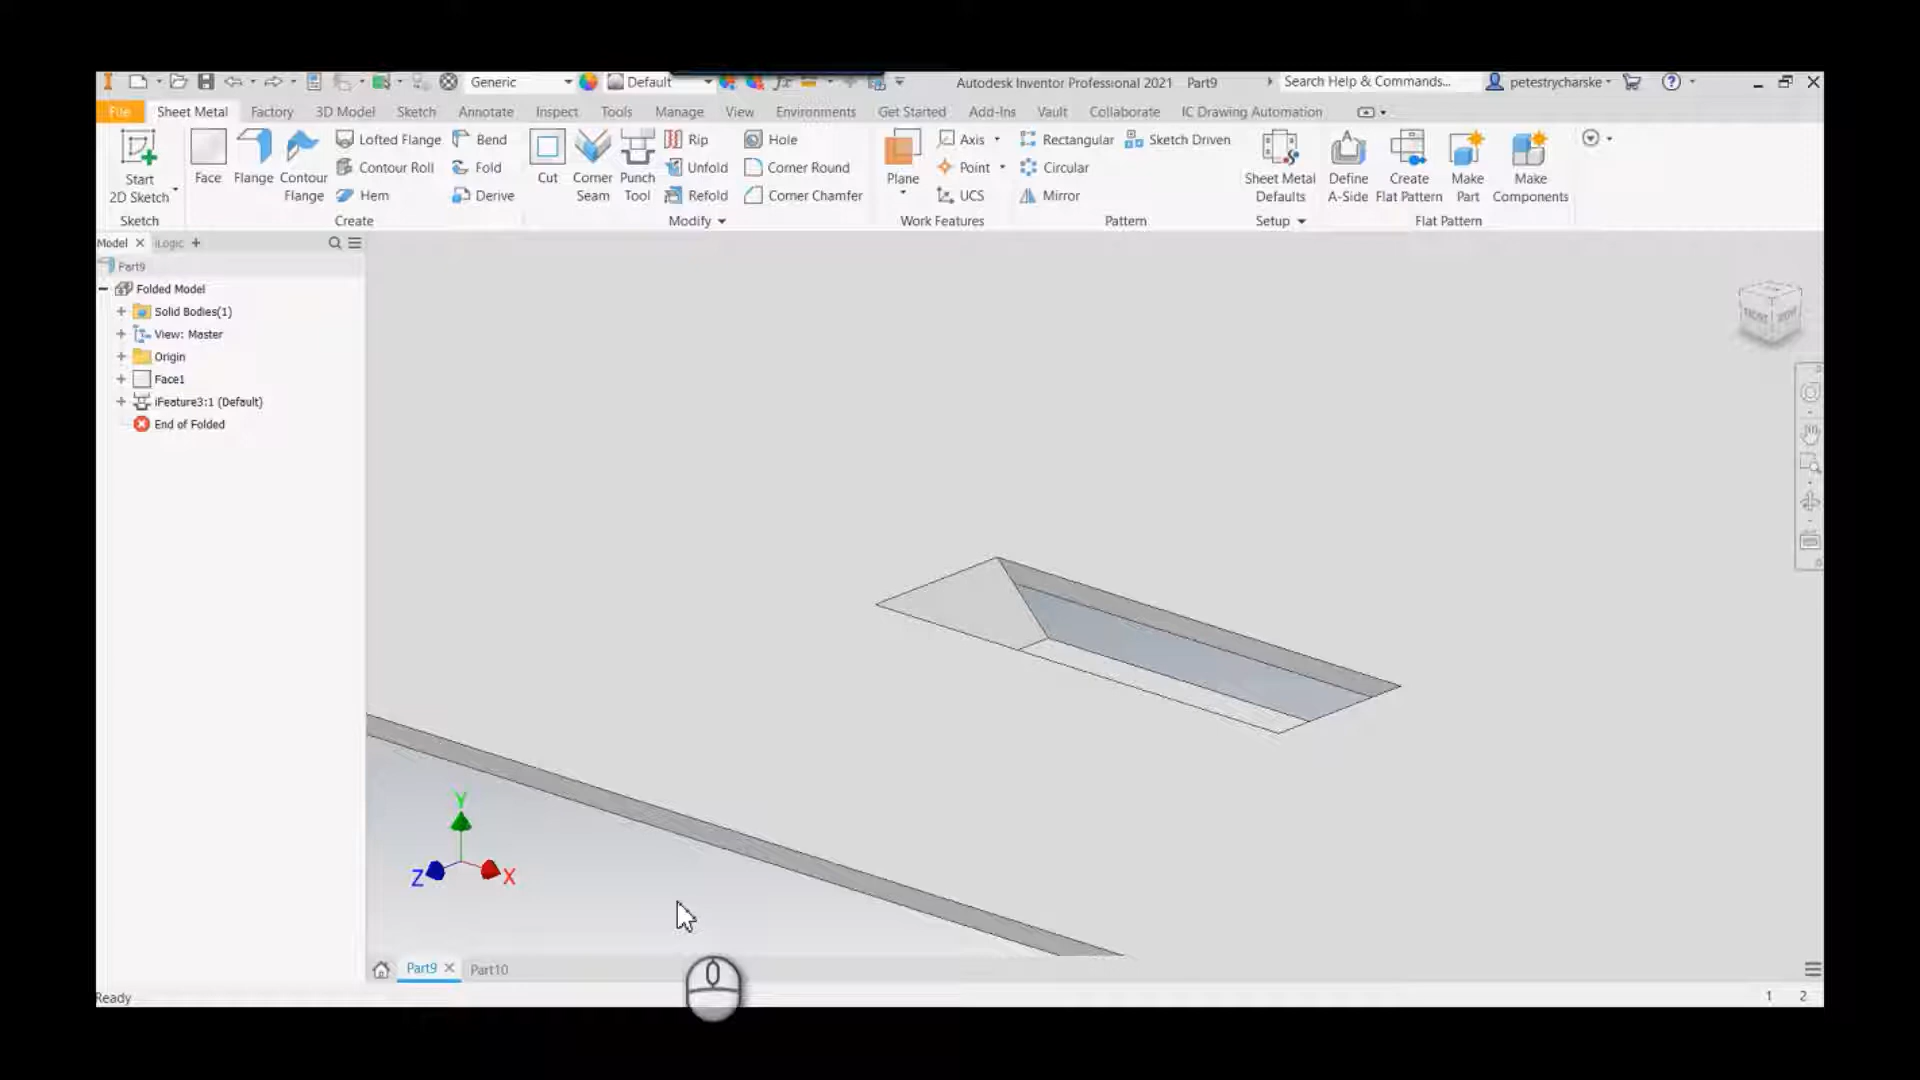 Generic
Default
Autodesk Inventor Professional 2021 Part9
Search Help & Commands...
petestrycharske
File Sheet Metal Factory 3D Model Sketch Annotate Inspect Tools Manage View Environments Get Started Add-Ins Vault Collaborate IC Drawing Automation
Start
2D Sketch
Sketch
Face
Flange
Contour
Flange
Lofted Flange
Contour Roll
Hem
Bend
Fold
Derive
Create
Cut
Corner
Seam
Punch
Tool
Rip
Unfold
Refold
Hole
Corner Round
Corner Chamfer
Modify
Plane
Axis
Point
UCS
Work Features
Rectangular
Circular
Mirror
Sketch Driven
Pattern
Sheet Metal
Defaults
Setup
Define
A-Side
Create
Flat Pattern
Make
Part
Make
Components
Flat Pattern
Model
iLogic
Part9
Folded Model
Solid Bodies(1)
View: Master
Origin
Face1
iFeature3:1 (Default)
End of Folded
FRONT
Y
Z
X
Part9
Part10
Ready
1 2